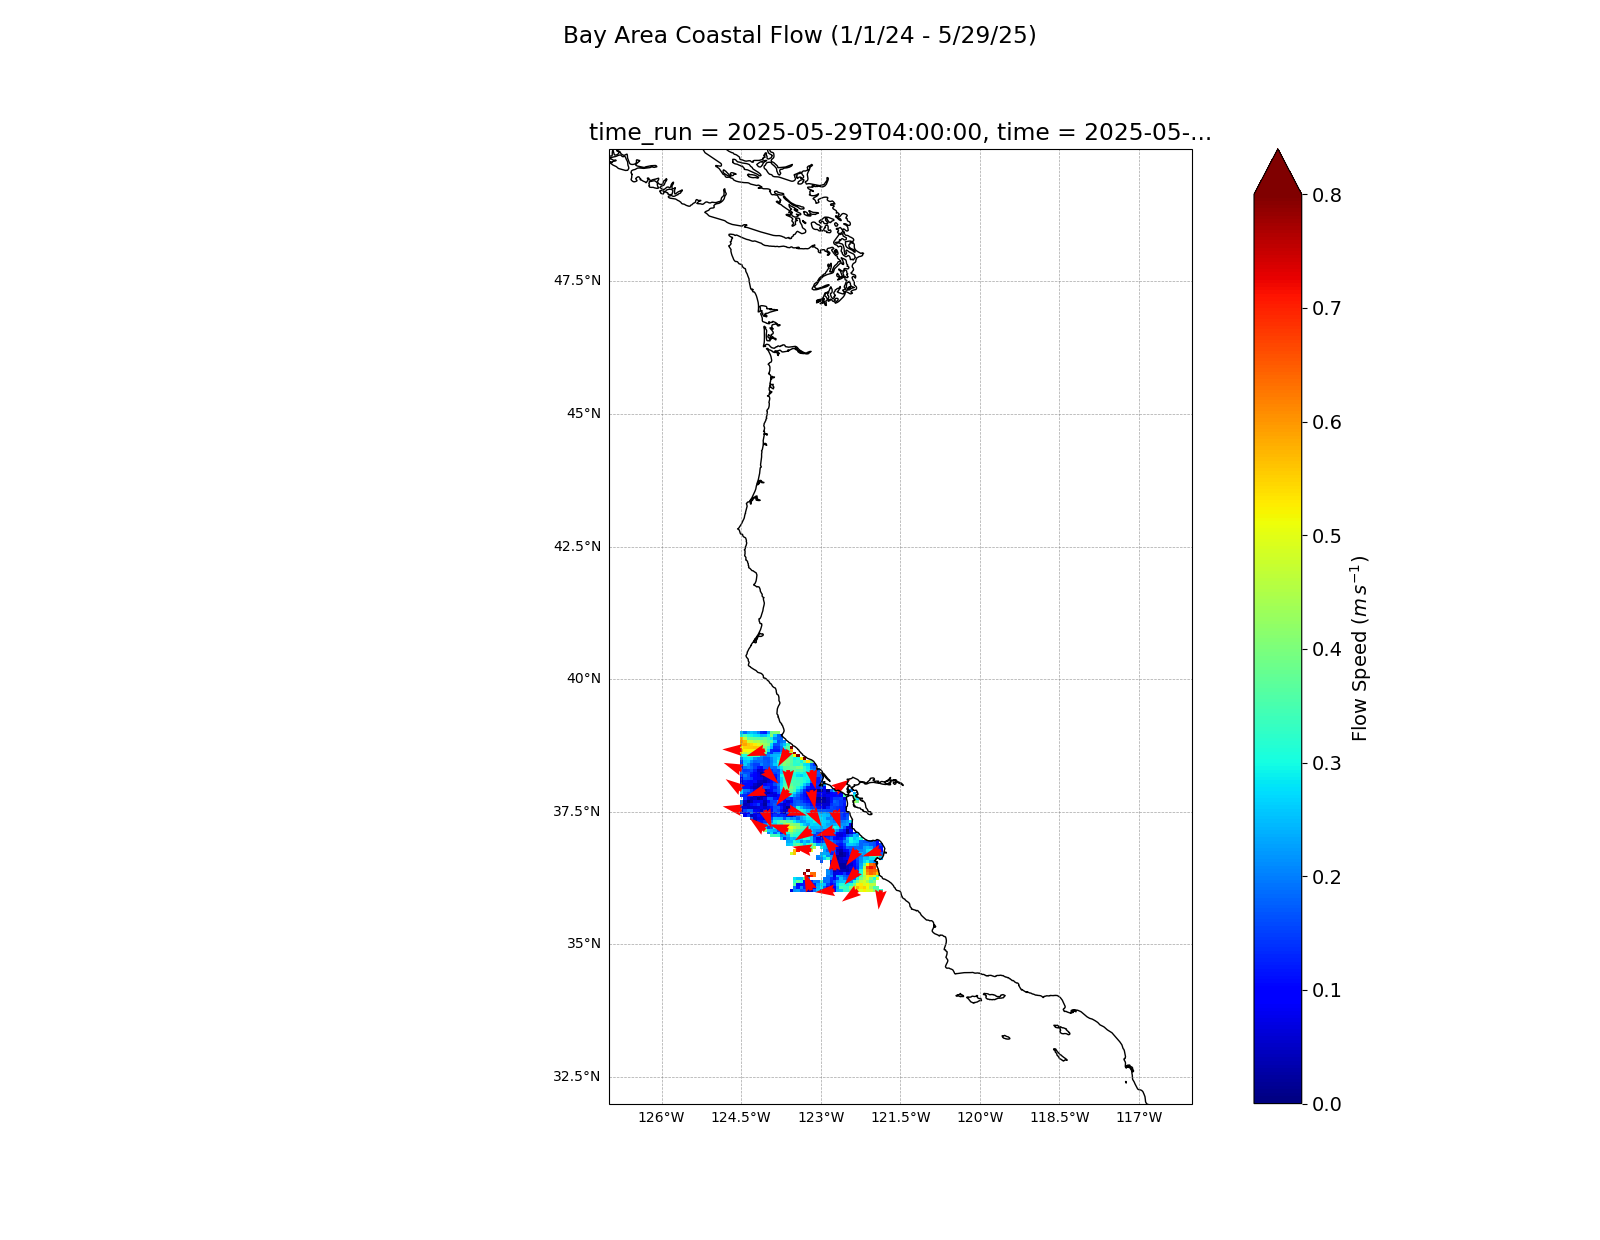 Bay Area Coastal Flow (1/1/24 - 5/29/25)
time_run = 2025-05-29T04:00:00, time = 2025-05-...
47.5°N
45°N
42.5°N
40°N
37.5°N
35°N
32.5°N
126°W 124.5°W 123°W 121.5°W 120°W 118.5°W 117°W
0.8
0.7
0.6
0.5
0.4
0.3
0.2
0.1
0.0
Flow Speed (m s⁻¹)